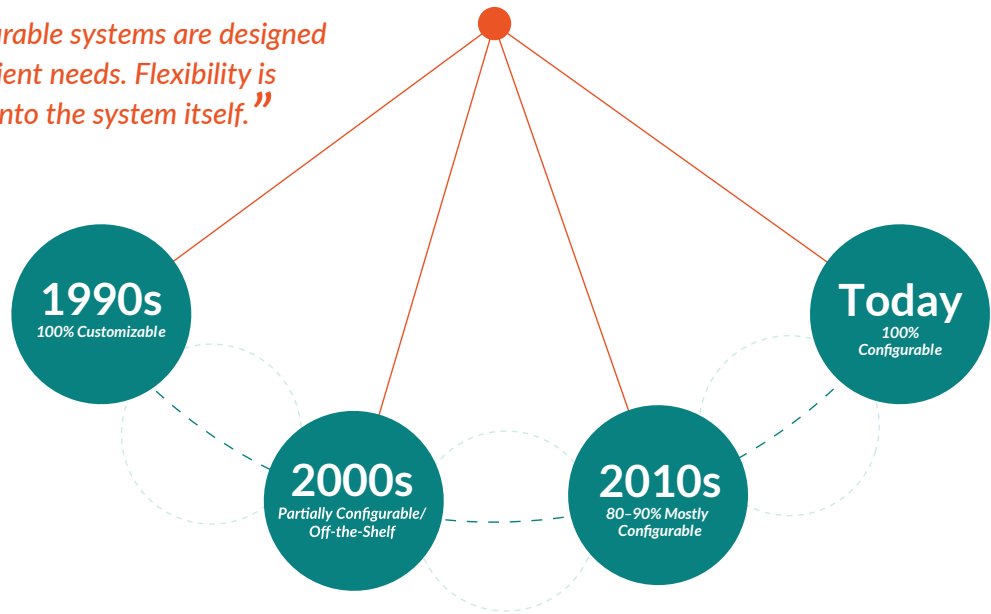 urable systems are designed
ient needs. Flexibility is
nto the system itself.”
1990s
100% Customizable
2000s
Partially Configurable/
Off-the-Shelf
2010s
80–90% Mostly
Configurable
Today
100%
Configurable